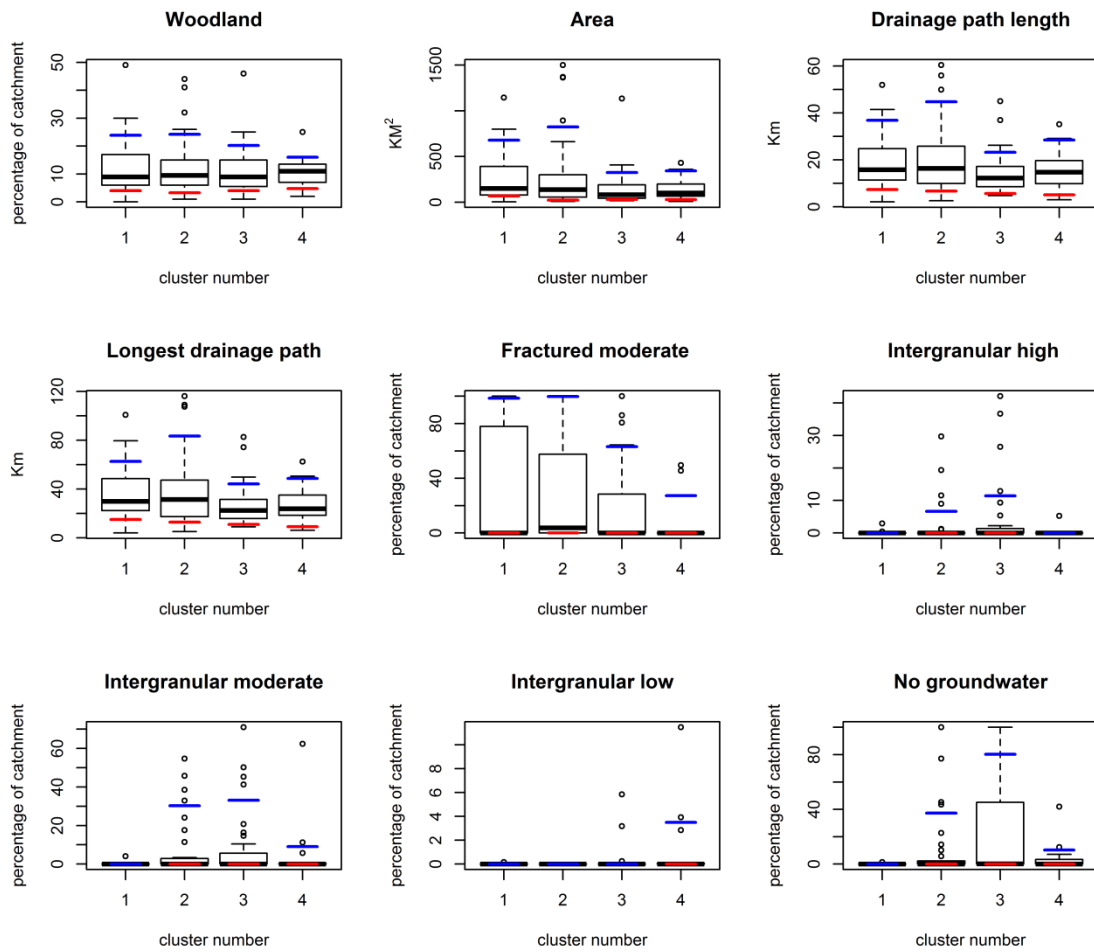 Woodland
percentage of catchment
50
30
10
0
1 2 3 4
cluster number
Area
KM²
1500
500
0
1 2 3 4
cluster number
Drainage path length
Km
60
40
20
0
1 2 3 4
cluster number
Longest drainage path
Km
120
80
40
0
1 2 3 4
cluster number
Fractured moderate
percentage of catchment
80
40
0
1 2 3 4
cluster number
Intergranular high
percentage of catchment
30
10
0
1 2 3 4
cluster number
Intergranular moderate
percentage of catchment
60
40
20
0
1 2 3 4
cluster number
Intergranular low
percentage of catchment
8
6
4
2
0
1 2 3 4
cluster number
No groundwater
percentage of catchment
80
40
0
1 2 3 4
cluster number